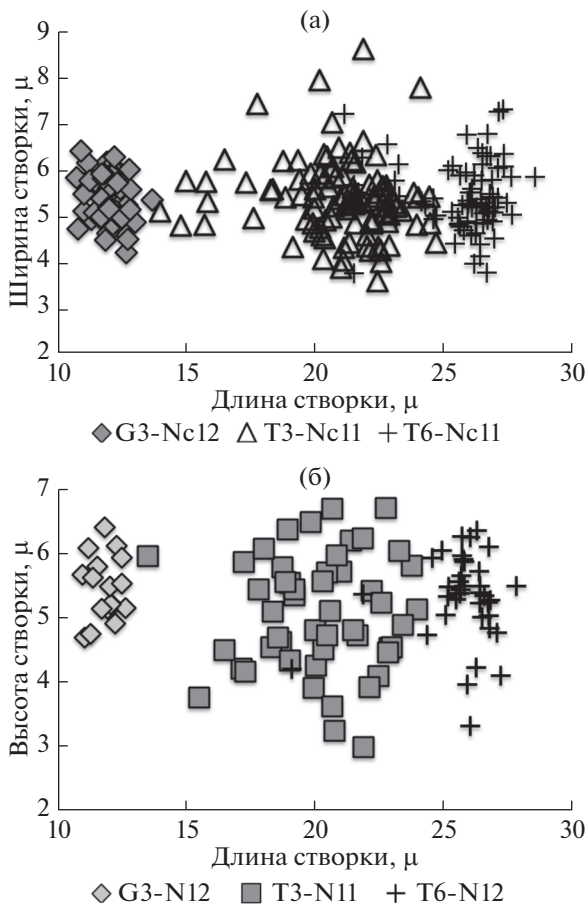 (а)
Ширина створки, μ
9
8
7
6
5
4
3
2
10 15 20 25 30
Длина створки, μ
G3-Nc12 T3-Nc11 T6-Nc11
(б)
Высота створки, μ
7
6
5
4
3
2
10 15 20 25 30
Длина створки, μ
G3-N12 T3-N11 T6-N12